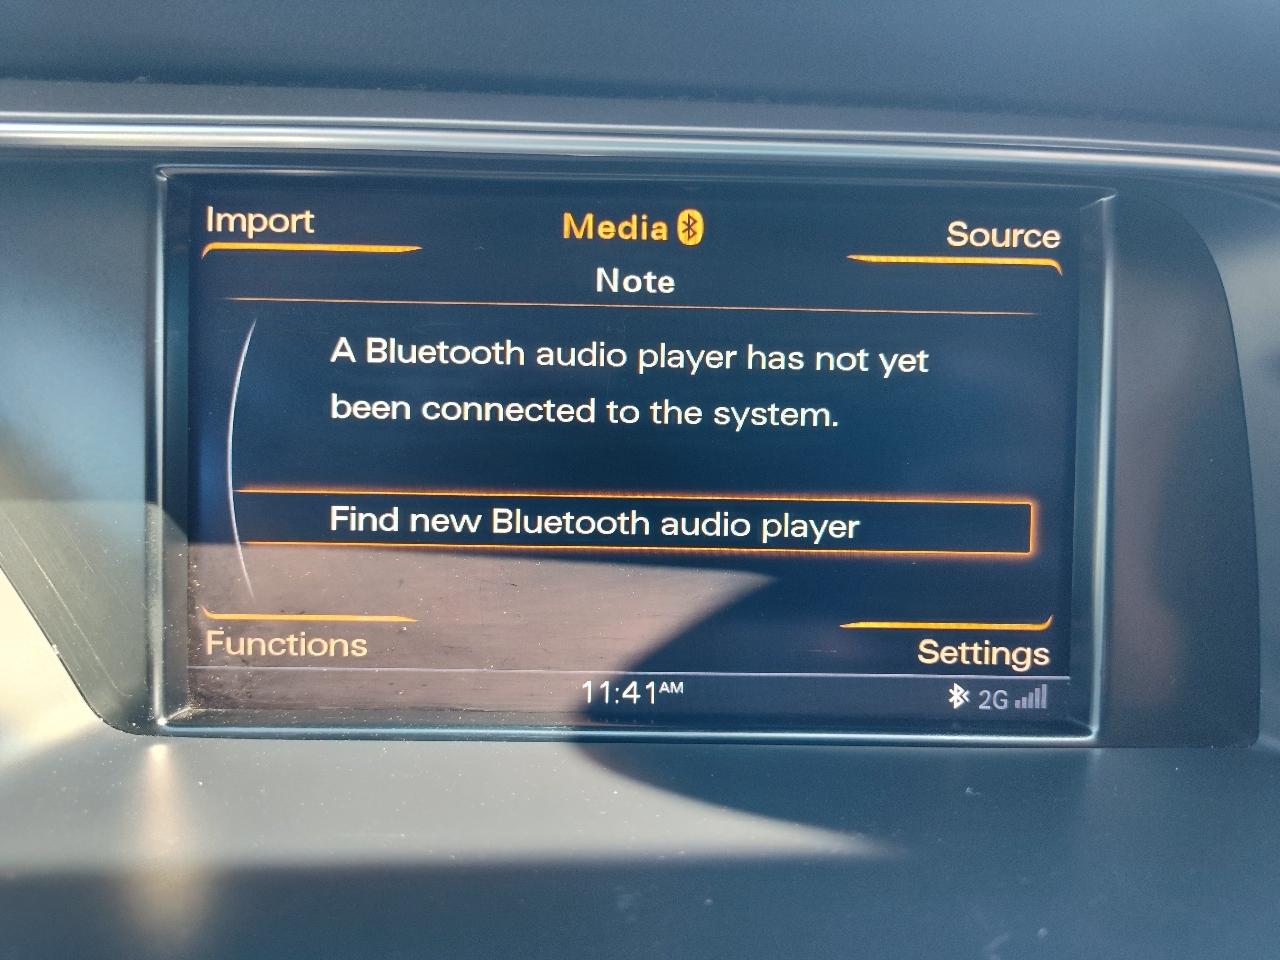 Import
Media
Source
Note
A Bluetooth audio player has not yet
been connected to the system.
Find new Bluetooth audio player
Functions
Settings
11:41AM
2G